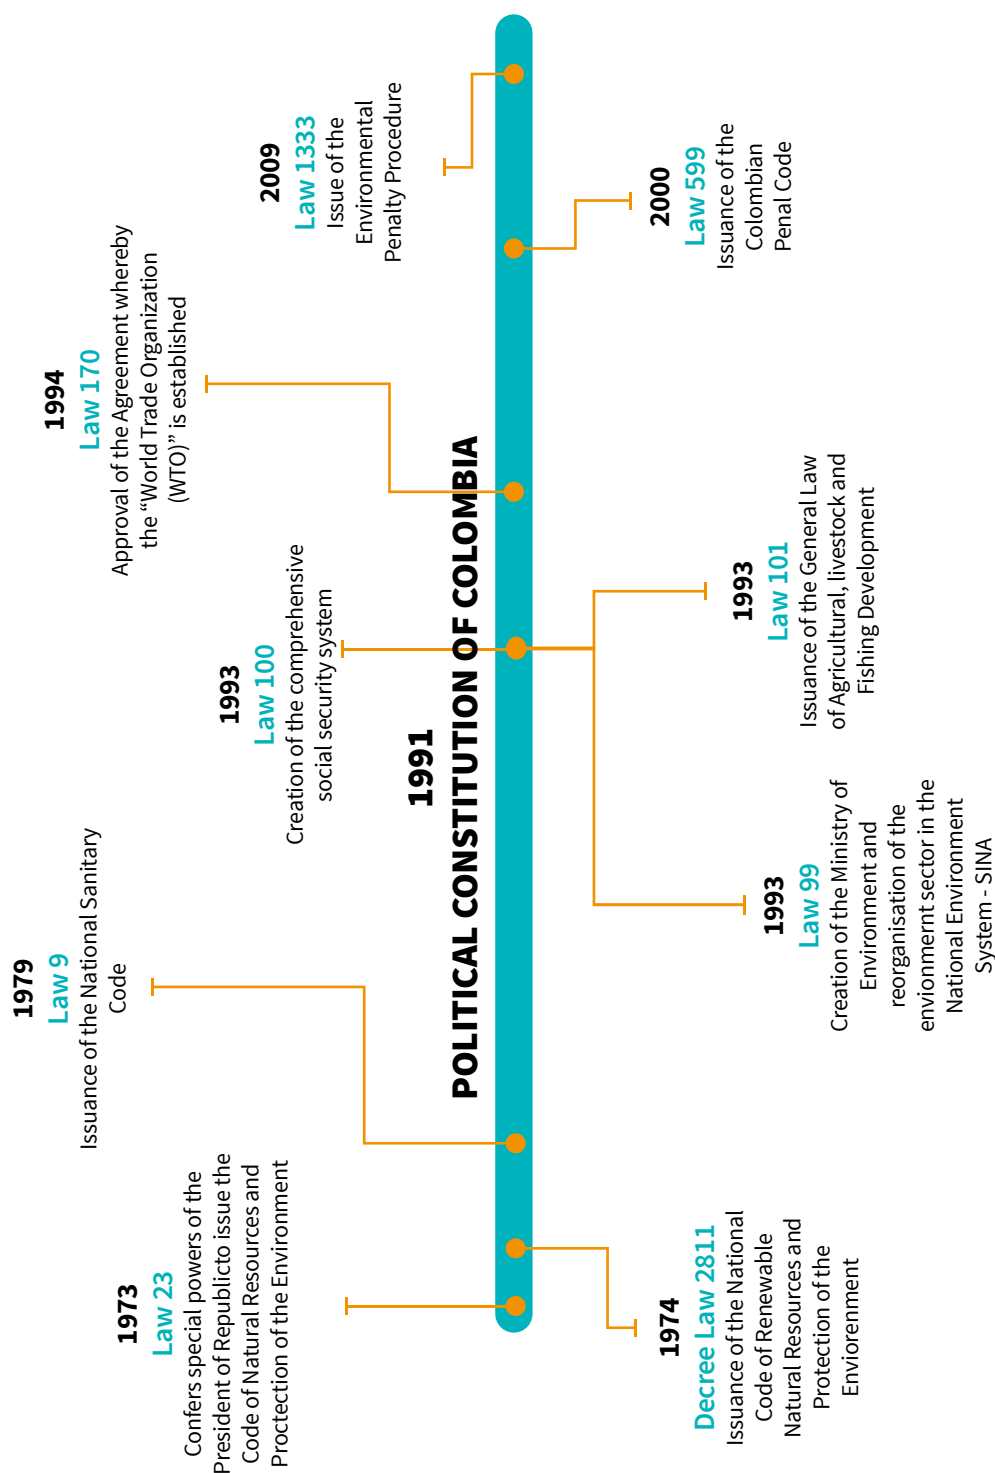 1973
Law 23
Confers special powers of the
President of Republicto issue the
Code of Natural Resources and
Proctection of the Environment
1974
Decree Law 2811
Issuance of the National
Code of Renewable
Natural Resources and
Protection of the
Enviorenment
1979
Law 9
Issuance of the National Sanitary
Code
1991
POLITICAL CONSTITUTION OF COLOMBIA
1993
Law 99
Creation of the Ministry of
Environment and
reorganisation of the
envionmernt sector in the
National Environment
System - SINA
1993
Law 100
Creation of the comprehensive
social security system
1993
Law 101
Issuance of the General Law
of Agricultural, livestock and
Fishing Development
1994
Law 170
Approval of the Agreement whereby
the “World Trade Organization
(WTO)” is established
2000
Law 599
Issuance of the
Colombian
Penal Code
2009
Law 1333
Issue of the
Environmental
Penalty Procedure